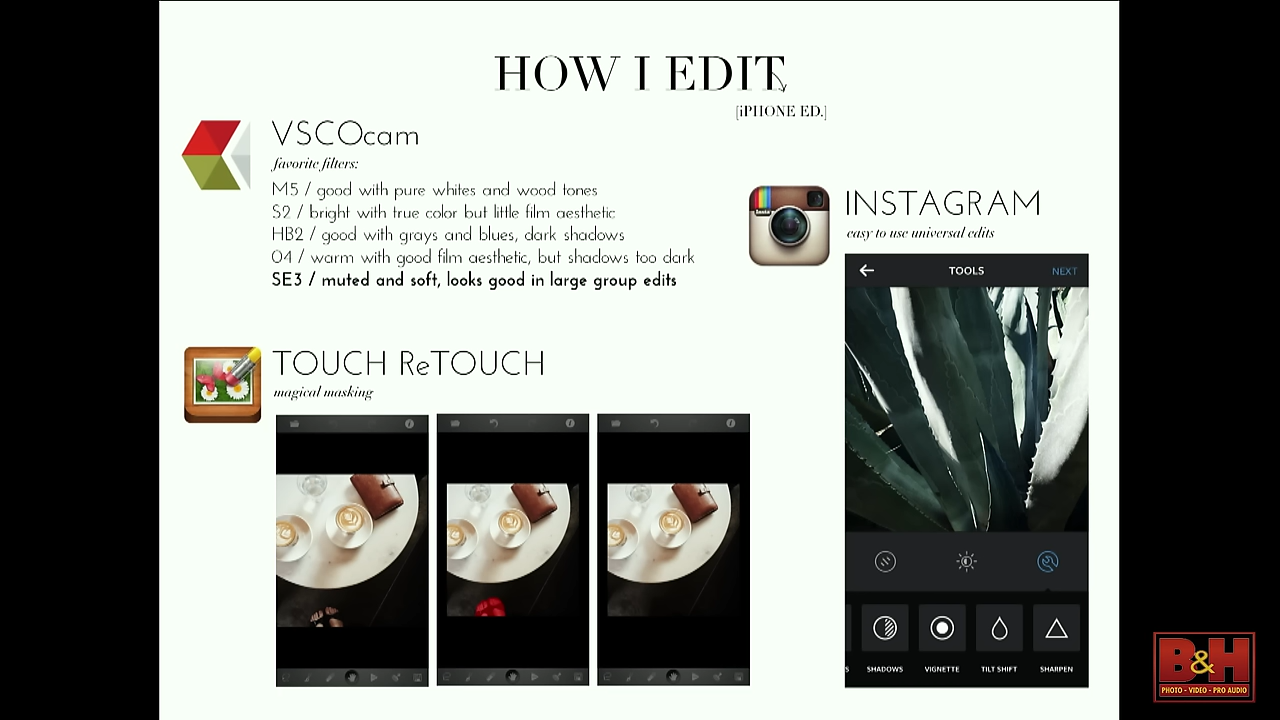 HOW I EDIT
[iPHONE ED.]
VSCOcam
favorite filters:
M5 / good with pure whites and wood tones
S2 / bright with true color but little film aesthetic
HB2 / good with grays and blues, dark shadows
04 / warm with good film aesthetic, but shadows too dark
SE3 / muted and soft, looks good in large group edits
TOUCH ReTOUCH
magical masking
Insta
INSTAGRAM
easy to use universal edits
TOOLS
NEXT
S
SHADOWS
VIGNETTE
TILT SHIFT
SHARPEN
B&H
PHOTO - VIDEO - PRO AUDIO